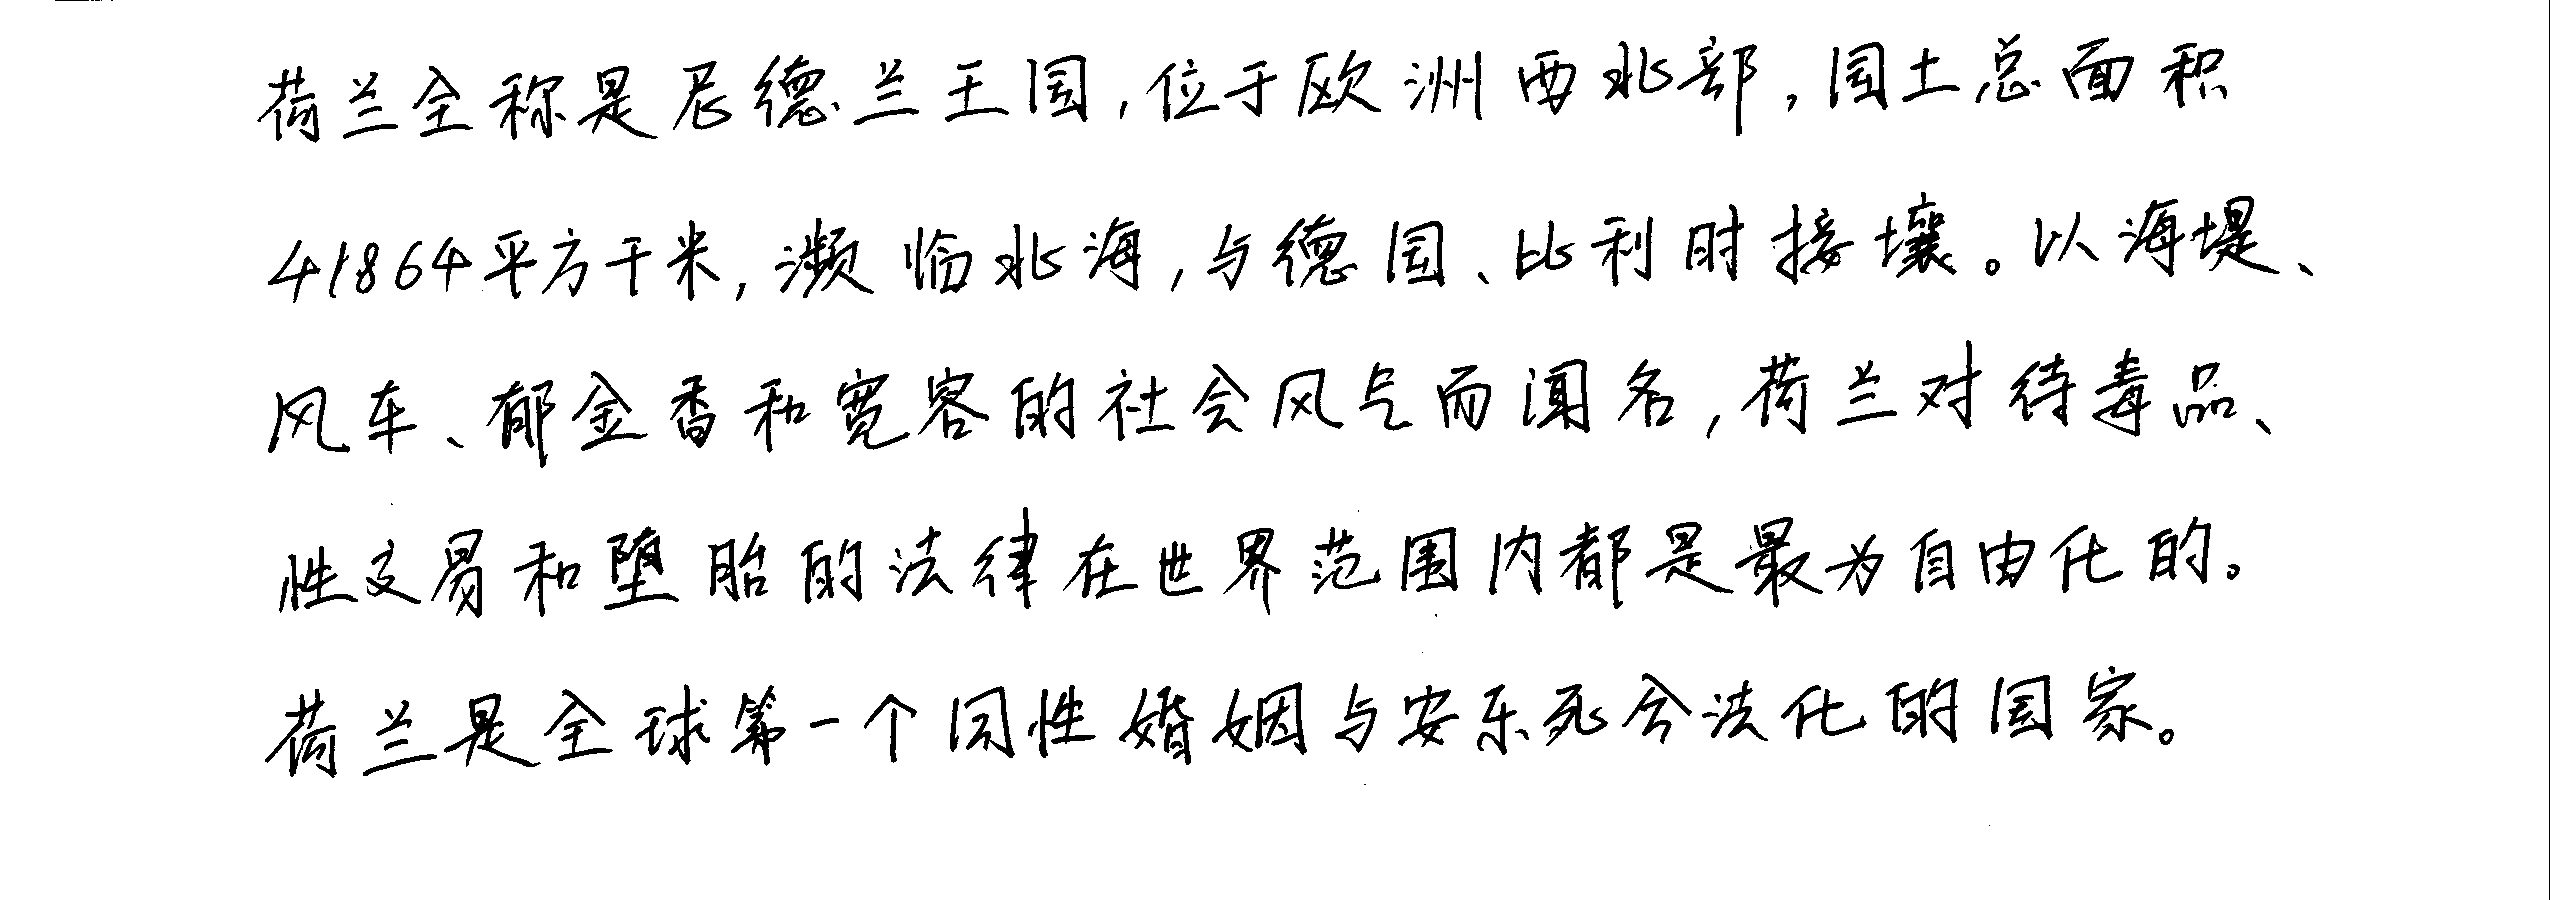 荷兰全称是尼德兰王国,位于欧洲西北部,国土总面积
41864平方千米,濒临北海,与德国、比利时接壤。以海堤、
风车、郁金香和宽容的社会风气而闻名,荷兰对待毒品、
性交易和堕胎的法律在世界范围内都是最为自由化的。
荷兰是全球第一个同性婚姻与安乐死合法化的国家。